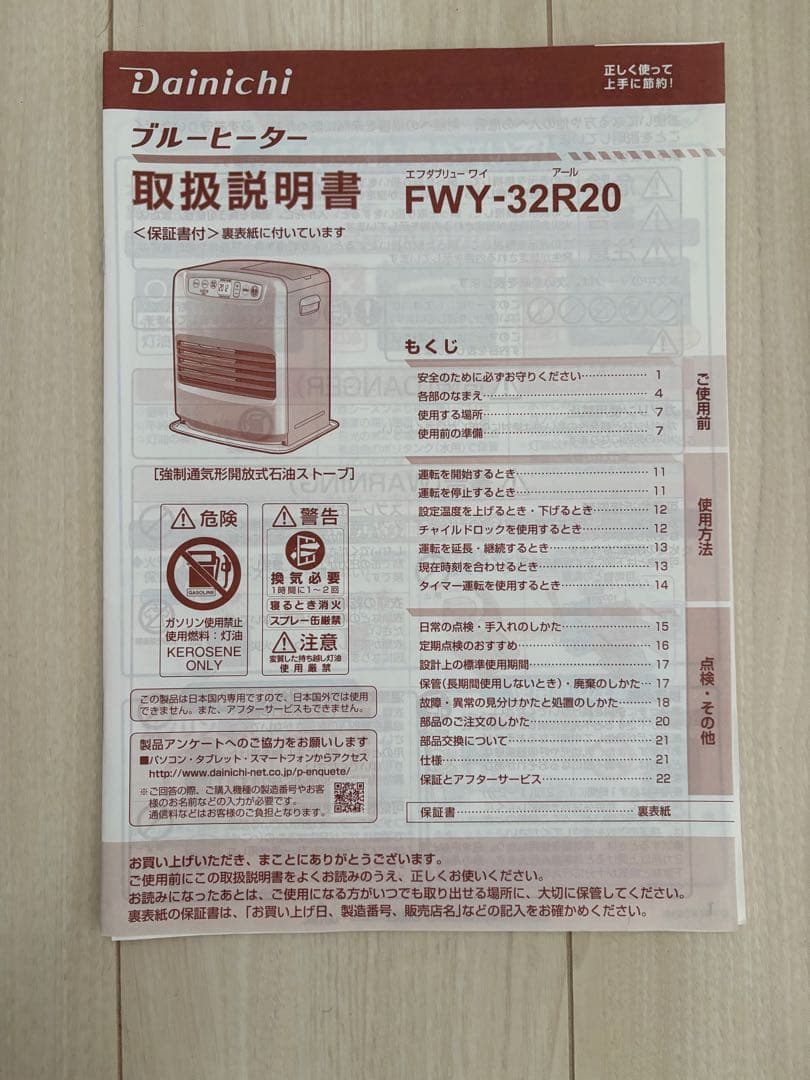 Dainichi
正しく使って
上手に節約!
ブルーヒーター
取扱説明書
エフダブリュー ワイ アール
FWY-32R20
<保証書付>裏表紙に付いています
[強制通気形開放式石油ストーブ]
危険
GASOLINE
ガソリン使用禁止
使用燃料:灯油
KEROSENE
ONLY
警告
換気必要
1時間に1~2回
寝るとき消火
スプレー缶厳禁
注意
変質した持ち越し灯油
使用厳禁
この製品は日本国内専用ですので、日本国外では使用
できません。また、アフターサービスもできません。
製品アンケートへのご協力をお願いします
■パソコン・タブレット・スマートフォンからアクセス
http://www.dainichi-net.co.jp/p-enquete/
※ご回答の際、ご購入機種の製造番号やお客
様のお名前などの入力が必要です。
通信料などはお客様のご負担となります。
もくじ
ご使用前
安全のために必ずお守りください 1
各部のなまえ 4
使用する場所 7
使用前の準備 7
使用方法
運転を開始するとき 11
運転を停止するとき 11
設定温度を上げるとき・下げるとき 12
チャイルドロックを使用するとき 12
運転を延長・継続するとき 13
現在時刻を合わせるとき 13
タイマー運転を使用するとき 14
点検・その他
日常の点検・手入れのしかた 15
定期点検のおすすめ 16
設計上の標準使用期間 17
保管(長期間使用しないとき)・廃棄のしかた 17
故障・異常の見分けかたと処置のしかた 18
部品のご注文のしかた 20
部品交換について 21
仕様 21
保証とアフターサービス 22
保証書 裏表紙
お買い上げいただき、まことにありがとうございます。
ご使用前にこの取扱説明書をよくお読みのうえ、正しくお使いください。
お読みになったあとは、ご使用になる方がいつでも取り出せる場所に、大切に保管してください。
裏表紙の保証書は、「お買い上げ日、製造番号、販売店名」などの記入をお確かめください。